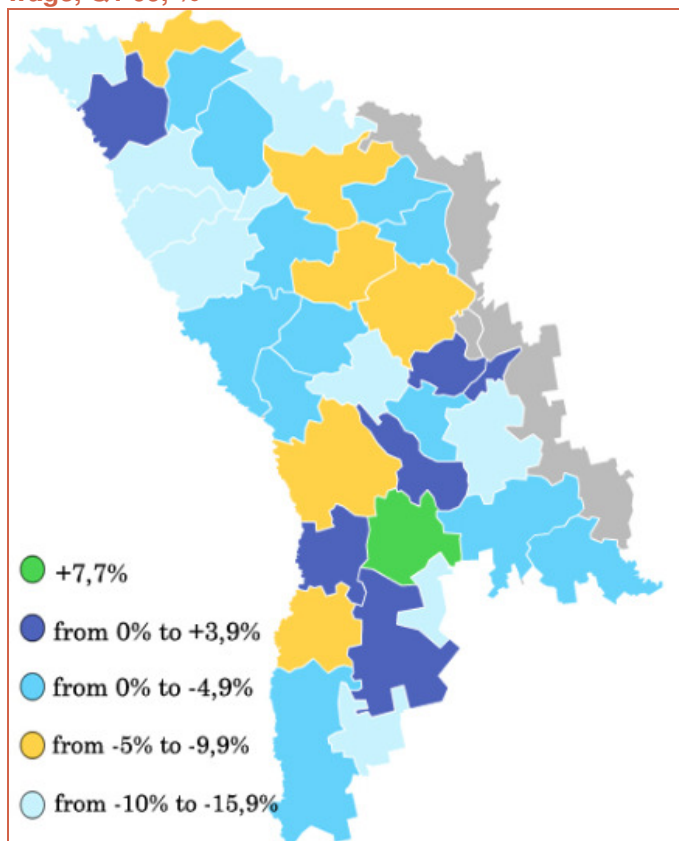 +7,7%
from 0% to +3,9%
from 0% to -4,9%
from -5% to -9,9%
from -10% to -15,9%